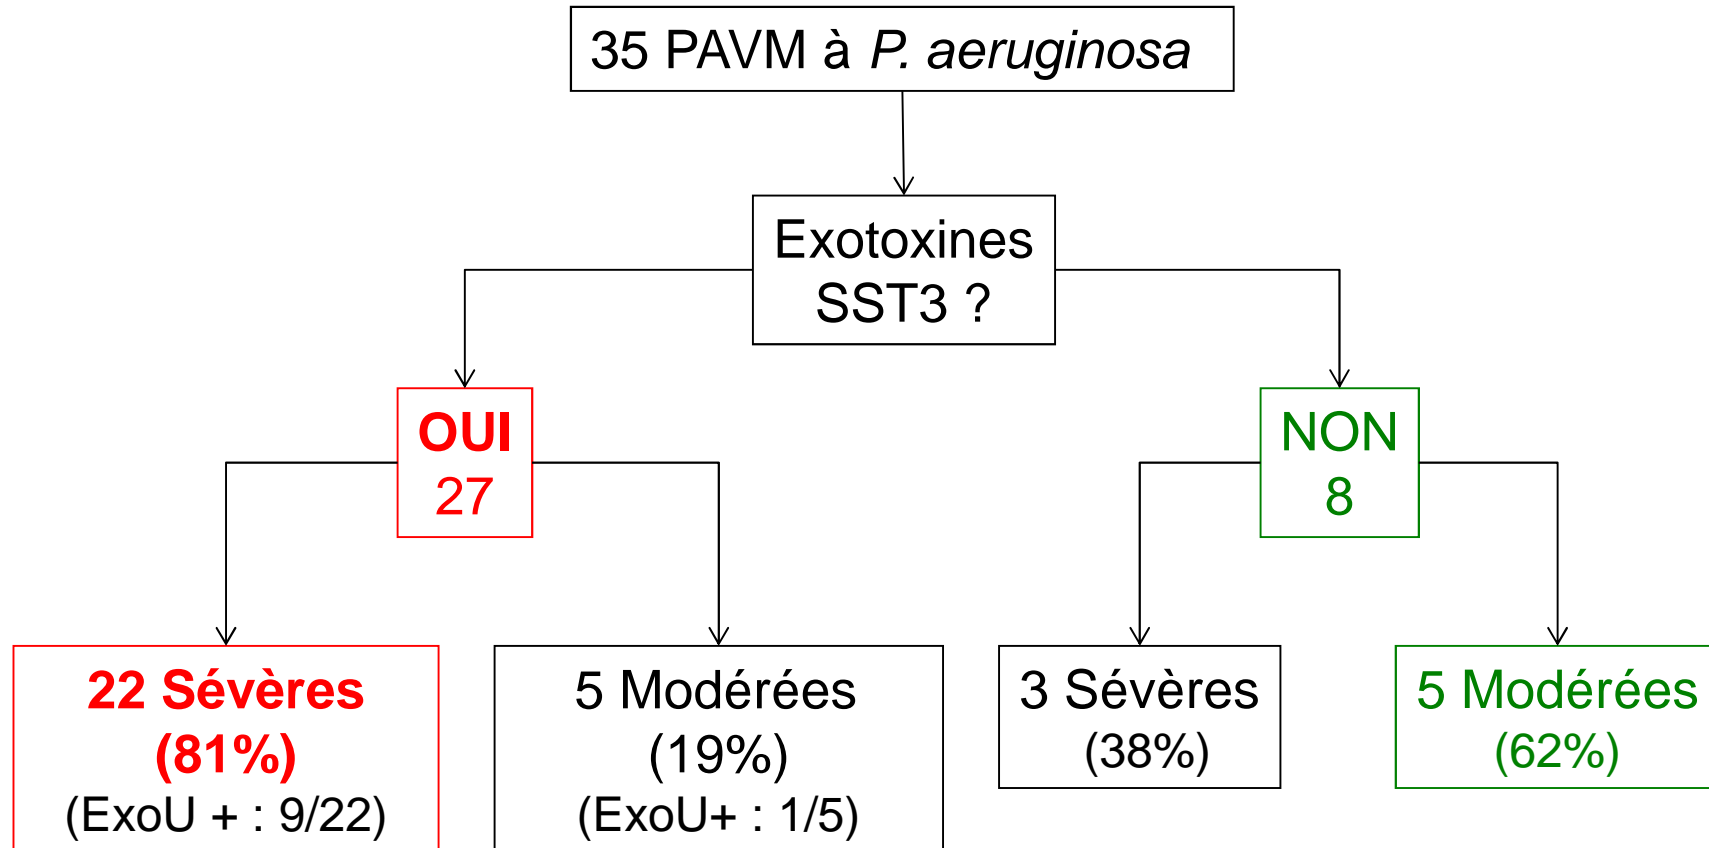 35 PAVM à P. aeruginosa
Exotoxines
SST3 ?
OUI
27
NON
8
22 Sévères
(81%)
(ExoU + : 9/22)
5 Modérées
(19%)
(ExoU+ : 1/5)
3 Sévères
(38%)
5 Modérées
(62%)